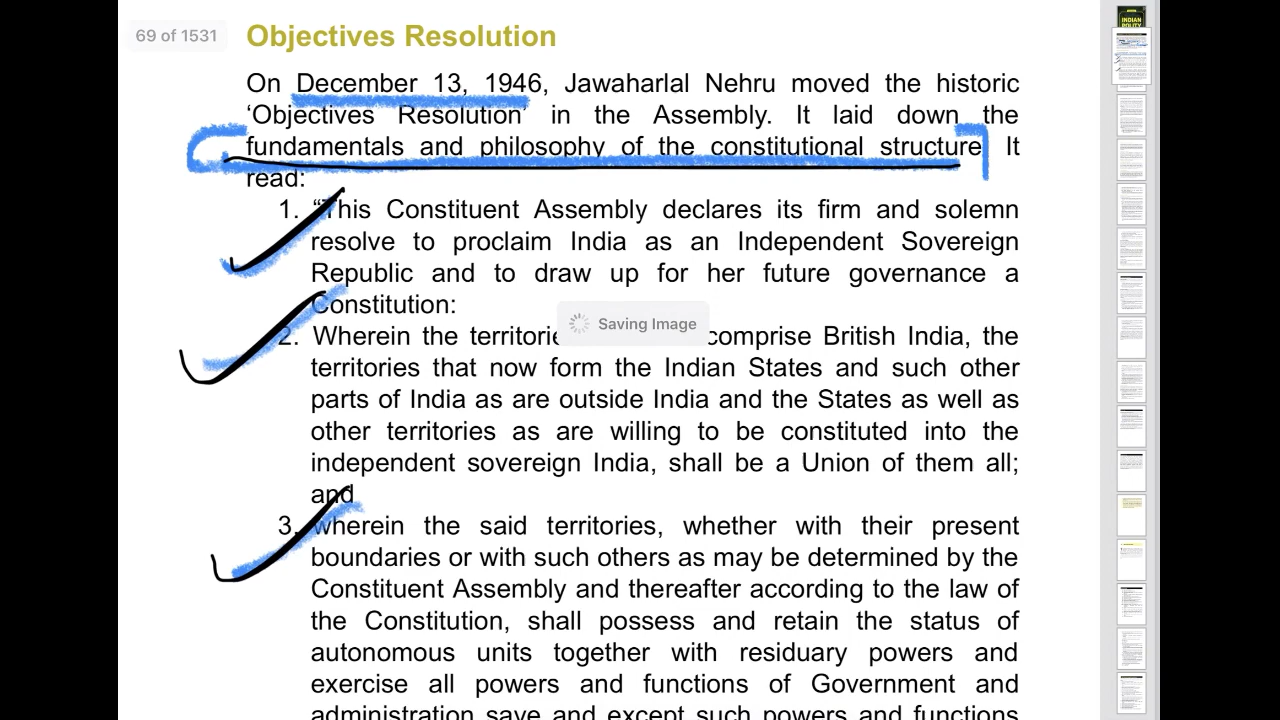 69 of 1531
Objectives Resolution
On December 13, 1946, Jawaharlal Nehru moved the historic
‘Objectives Resolution’ in the Assembly. It laid down the
fundamentals and philosophy of the constitutional structure. It
read:
1. “This Constituent Assembly declares its firm and solemn
resolve to proclaim India as an Independent Sovereign
Republic and to draw up for her future governance a
Constitution:
2. Wherein the territories comprise British India, the
territories that now form the Indian States and such other
parts of India as are outside India and the States as well as
other territories as are willing to be constituted into the
independent sovereign India, shall be a Union of them all;
and
3. wherein the said territories, whether with their present
boundaries or with such others as may be determined by the
Constituent Assembly and thereafter according to the law of
the Constitution, shall possess and retain the status of
autonomous units together with residuary powers and
exercise all powers and functions of Government and
administration and functions
Saving Image
INDIAN
POLITY